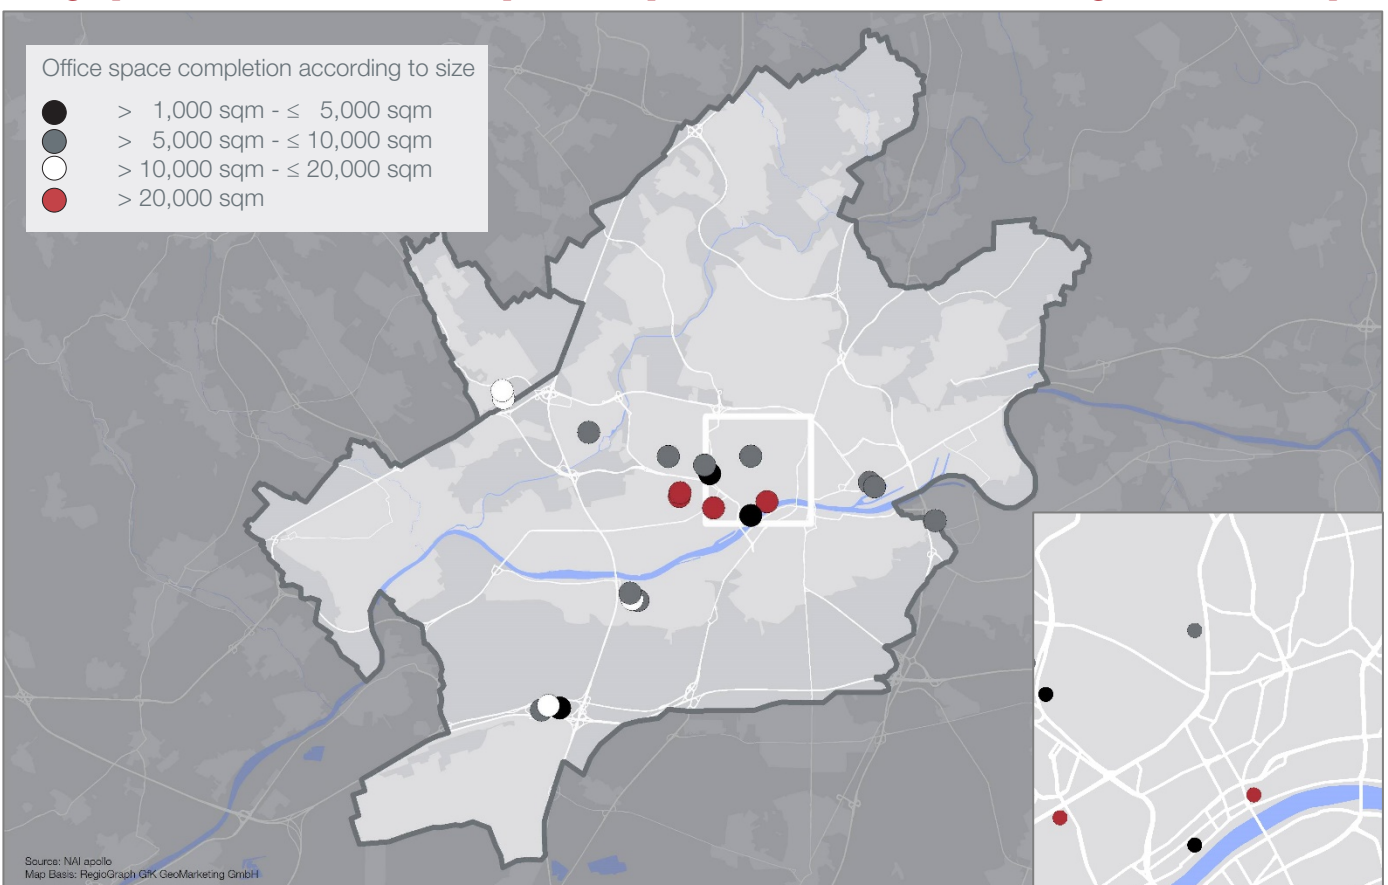 Office space completion according to size
> 1,000 sqm - ≤ 5,000 sqm
> 5,000 sqm - ≤ 10,000 sqm
> 10,000 sqm - ≤ 20,000 sqm
> 20,000 sqm
Source: NAI apollo
Map Basis: RegioGraph GfK GeoMarketing GmbH